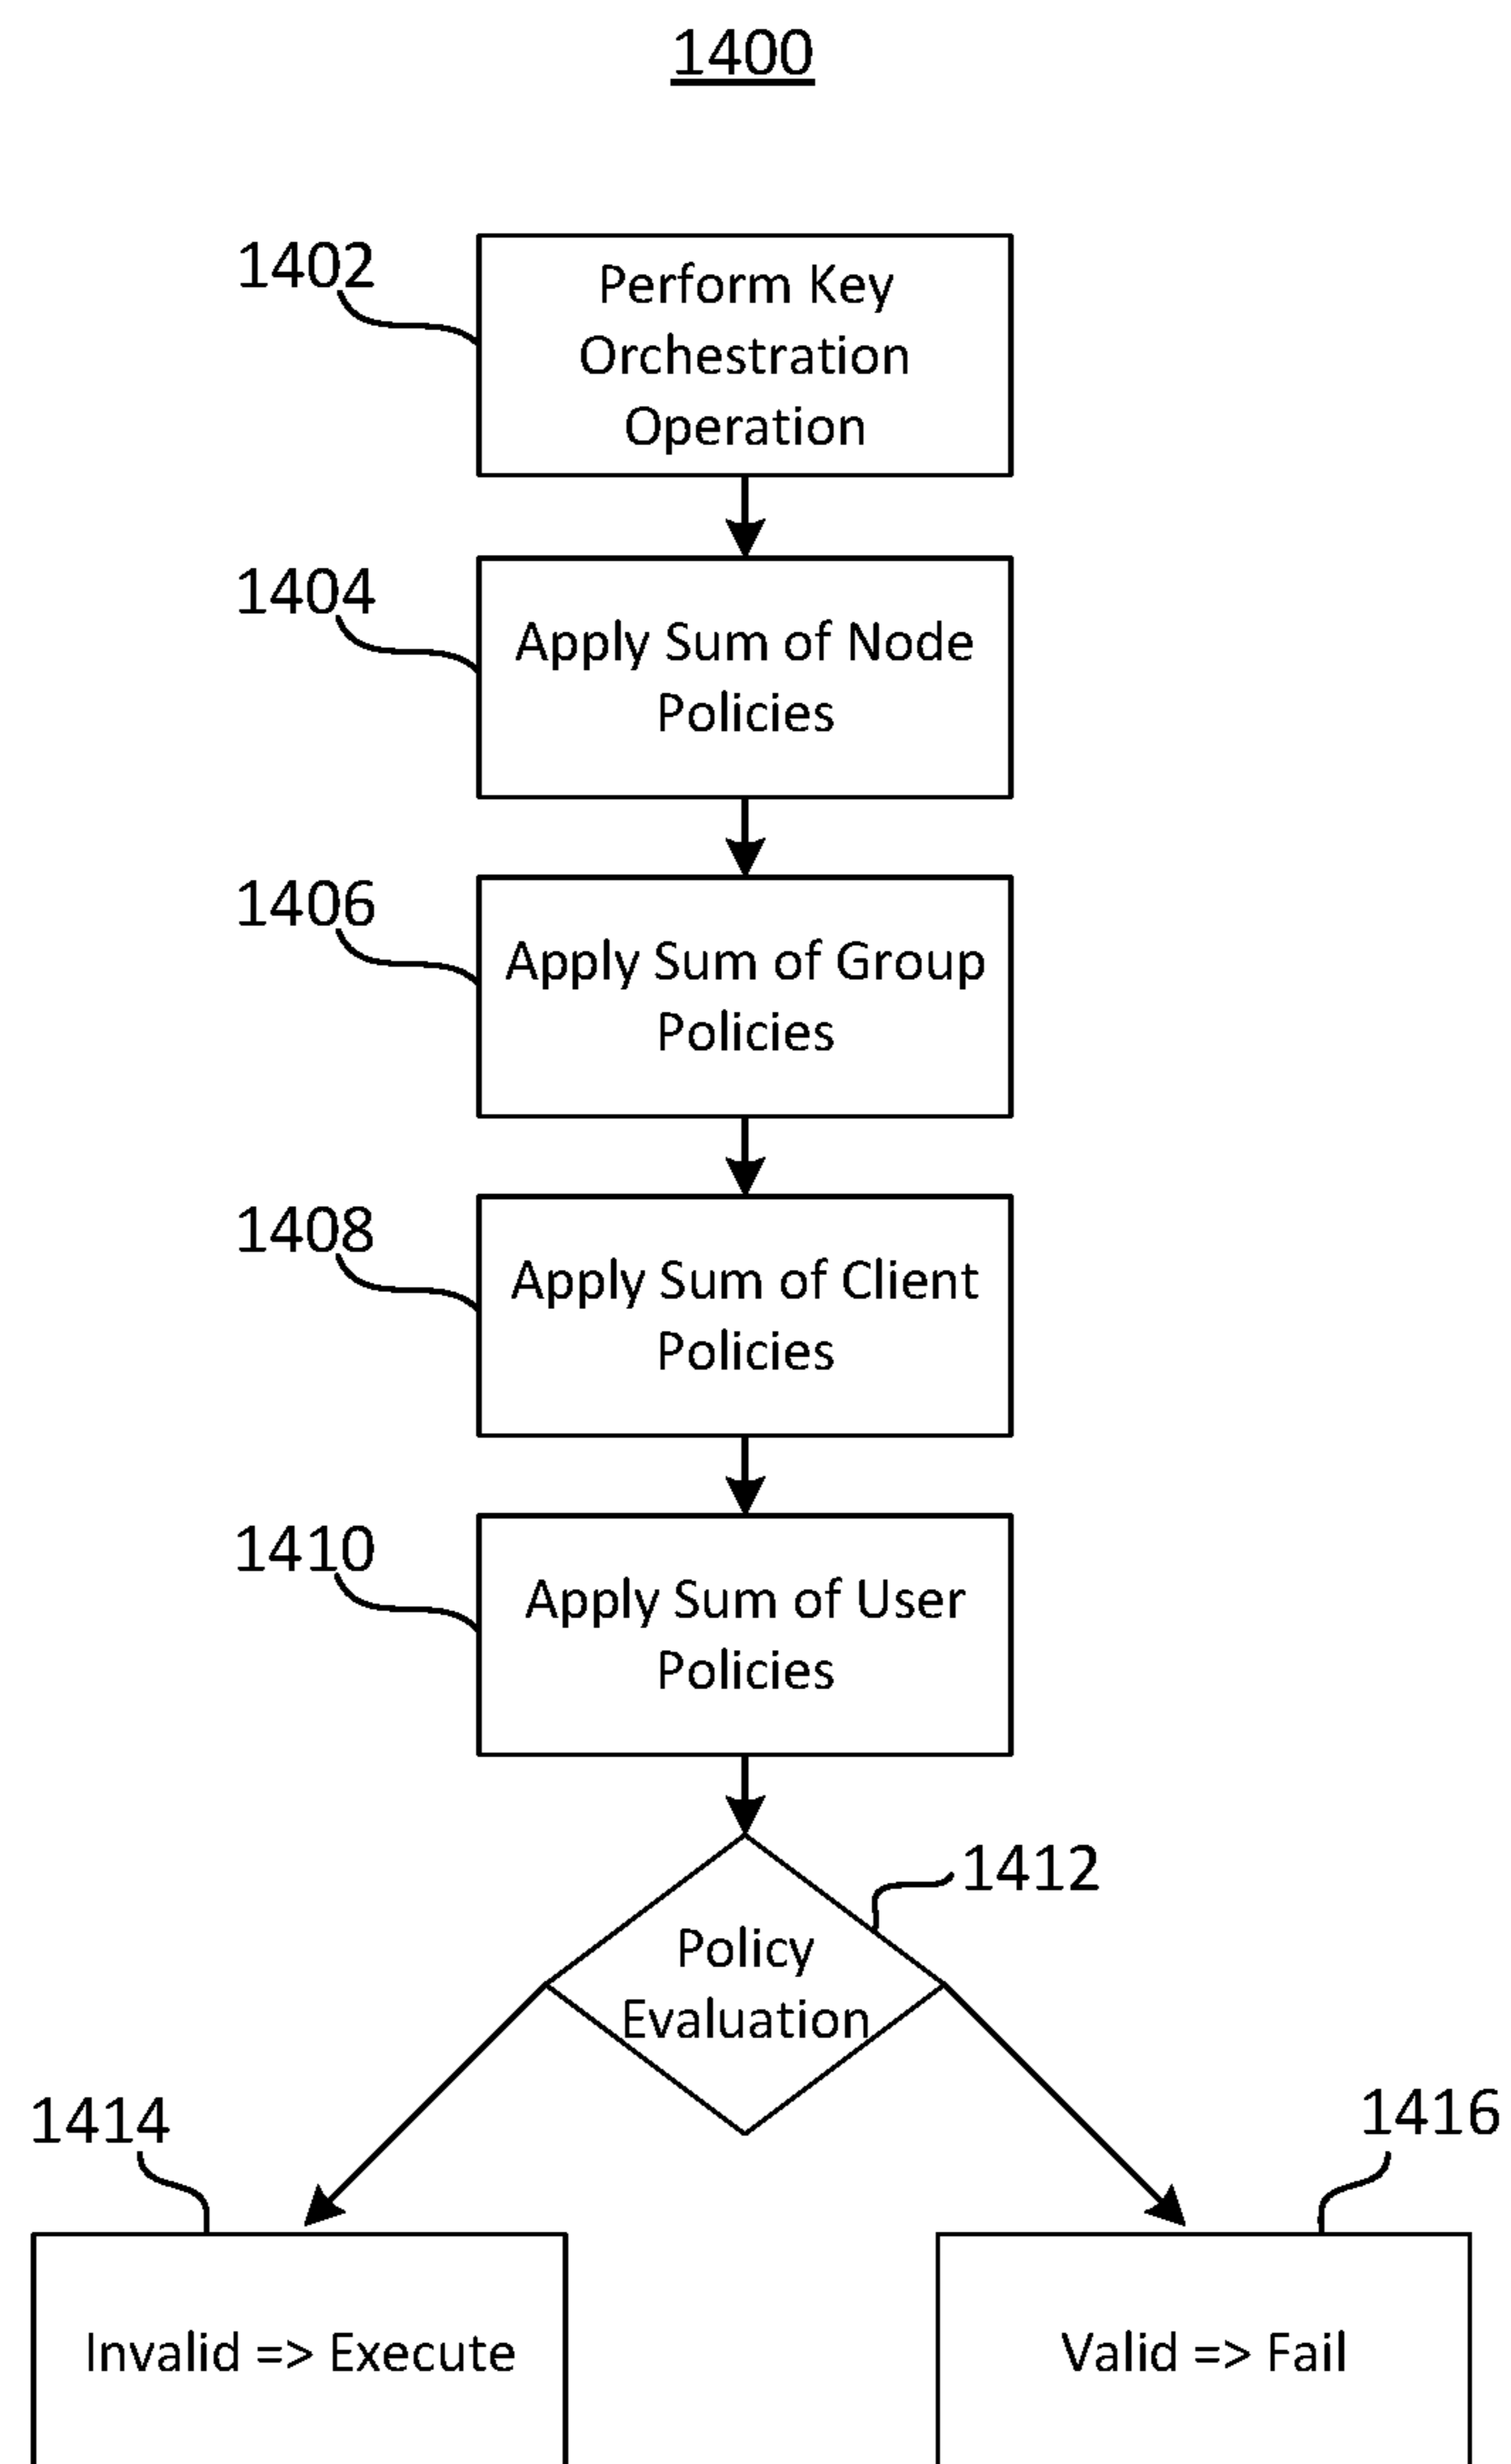 1400
1402
Perform Key
Orchestration
Operation
1404
Apply Sum of Node
Policies
1406
Apply Sum of Group
Policies
1408
Apply Sum of Client
Policies
1410
Apply Sum of User
Policies
1412
Policy
Evaluation
1414
1416
Invalid => Execute
Valid => Fail